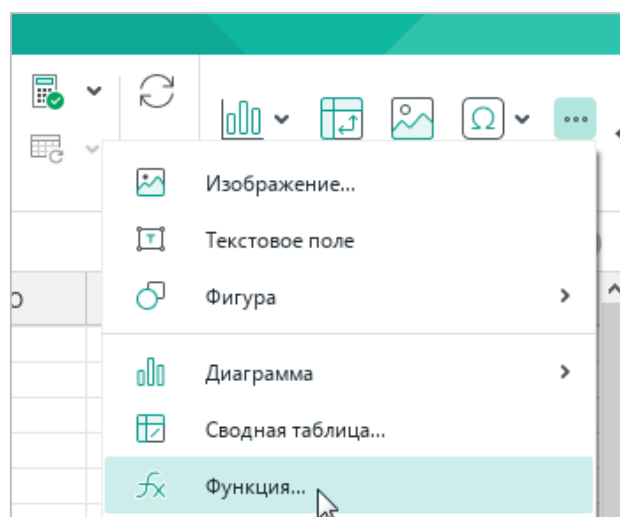 Изображение...
Текстовое поле
Фигура
Диаграмма
Сводная таблица...
Функция...